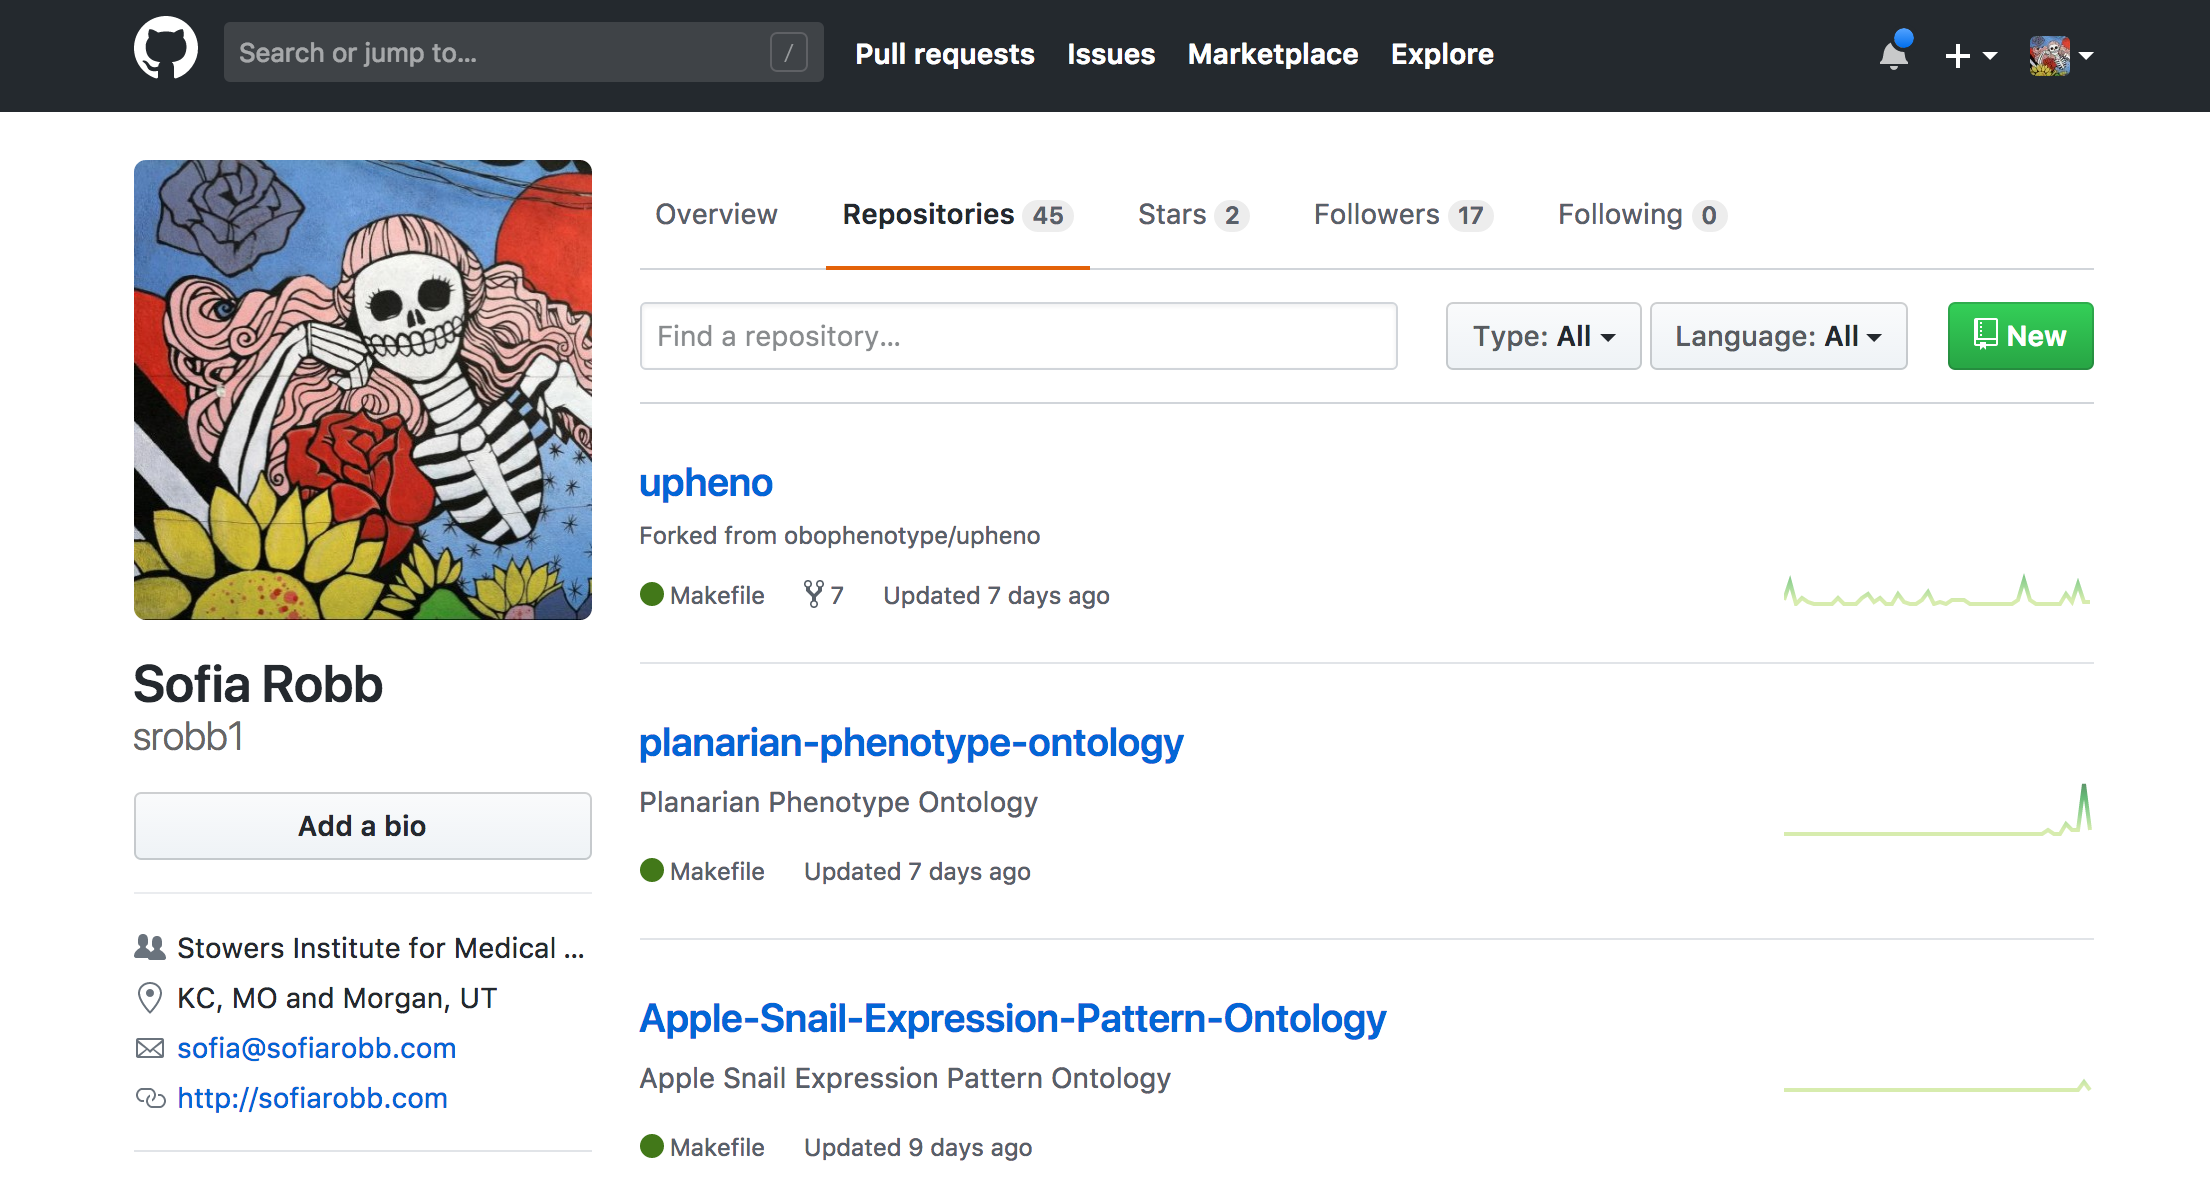 Search or jump to... /
Pull requests Issues Marketplace Explore
Overview Repositories 45 Stars 2 Followers 17 Following 0
Find a repository...
Type: All Language: All New
upheno
Forked from obophenotype/upheno
Makefile 7 Updated 7 days ago
planarian-phenotype-ontology
Planarian Phenotype Ontology
Makefile Updated 7 days ago
Apple-Snail-Expression-Pattern-Ontology
Apple Snail Expression Pattern Ontology
Makefile Updated 9 days ago
Sofia Robb
srobb1
Add a bio
Stowers Institute for Medical ...
KC, MO and Morgan, UT
sofia@sofiarobb.com
http://sofiarobb.com